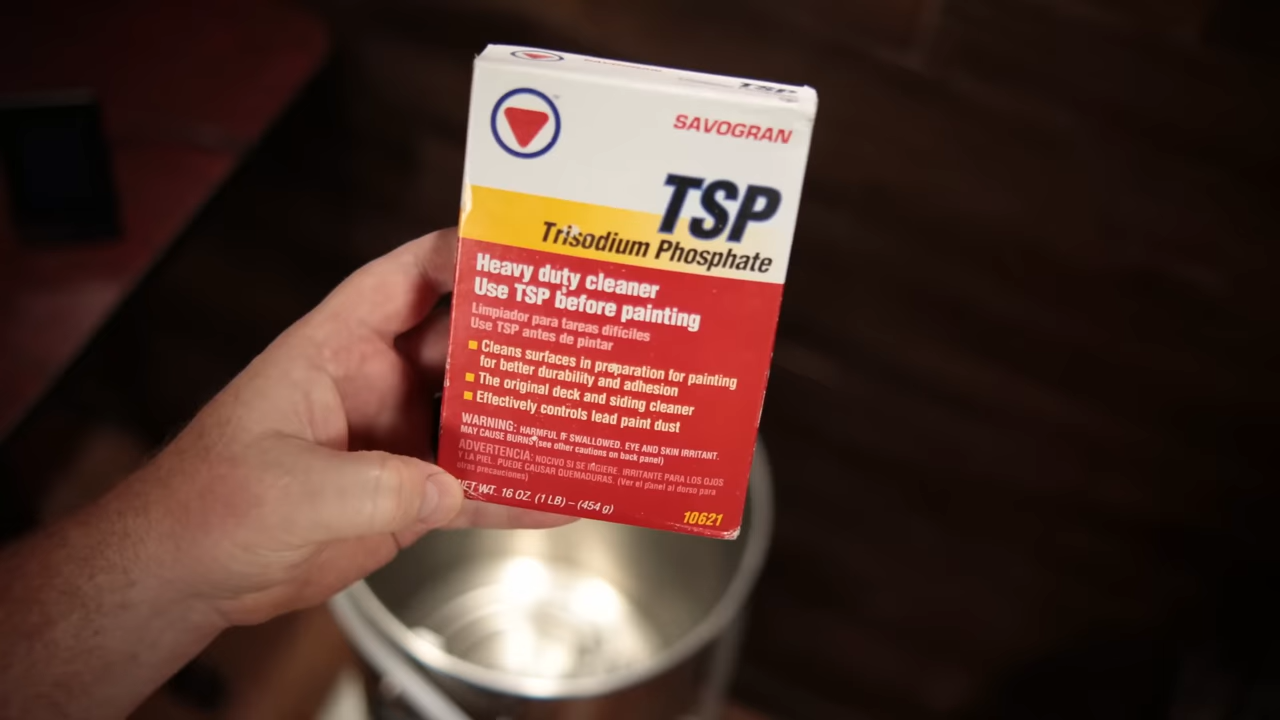 SAVOGRAN
TSP
SAVOGRAN
TSP
Trisodium Phosphate
Heavy duty cleaner
Use TSP before painting
Limpiador para tareas difíciles
Use TSP antes de pintar
Cleans surfaces in preparation for painting
for better durability and adhesion
The original deck and siding cleaner
Effectively controls lead paint dust
WARNING: HARMFUL IF SWALLOWED. EYE AND SKIN IRRITANT.
MAY CAUSE BURNS (see other cautions on back panel)
ADVERTENCIA: NOCIVO SI SE INGIERE. IRRITANTE PARA LOS OJOS
Y LA PIEL. PUEDE CAUSAR QUEMADURAS. (Ver el panel al dorso para
otras precauciones)
NET WT. 16 OZ. (1 LB) – (454 g)
10621